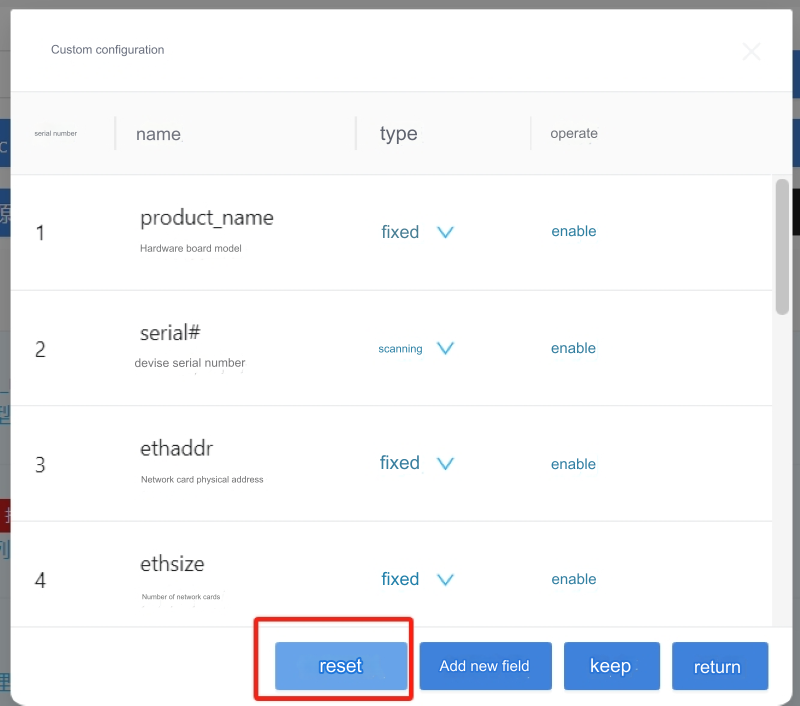 Custom configuration
serial number
name
type
operate
1
product_name
Hardware board model
fixed
enable
2
serial#
devise serial number
scanning
enable
3
ethaddr
Network card physical address
fixed
enable
4
ethsize
Number of network cards
fixed
enable
reset
Add new field
keep
return